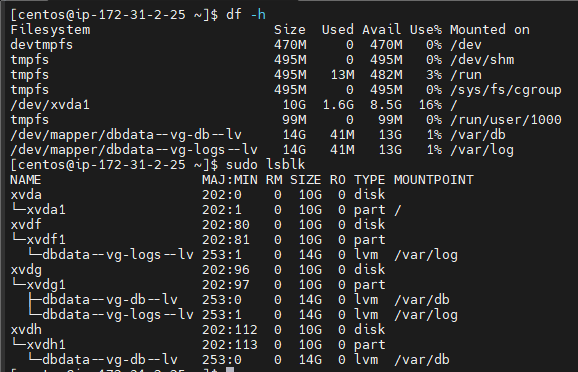 [centos@ip-172-31-2-25 ~]$ df -h
Filesystem                     Size  Used Avail Use% Mounted on
devtmpfs                       470M     0  470M   0% /dev
tmpfs                          495M     0  495M   0% /dev/shm
tmpfs                          495M   13M  482M   3% /run
tmpfs                          495M     0  495M   0% /sys/fs/cgroup
/dev/xvda1                      10G  1.6G  8.5G  16% /
tmpfs                           99M     0   99M   0% /run/user/1000
/dev/mapper/dbdata--vg-db--lv   14G   41M   13G   1% /var/db
/dev/mapper/dbdata--vg-logs--lv 14G   41M   13G   1% /var/log
[centos@ip-172-31-2-25 ~]$ sudo lsblk
NAME                    MAJ:MIN RM SIZE RO TYPE MOUNTPOINT
xvda                    202:0    0  10G  0 disk
└─xvda1                 202:1    0  10G  0 part /
xvdf                    202:80   0  10G  0 disk
└─xvdf1                 202:81   0  10G  0 part
  └─dbdata--vg-logs--lv 253:1    0  14G  0 lvm  /var/log
xvdg                    202:96   0  10G  0 disk
└─xvdg1                 202:97   0  10G  0 part
  ├─dbdata--vg-db--lv   253:0    0  14G  0 lvm  /var/db
  └─dbdata--vg-logs--lv 253:1    0  14G  0 lvm  /var/log
xvdh                    202:112  0  10G  0 disk
└─xvdh1                 202:113  0  10G  0 part
  └─dbdata--vg-db--lv   253:0    0  14G  0 lvm  /var/db
[centos@ip-172-31-2-25 ~]$